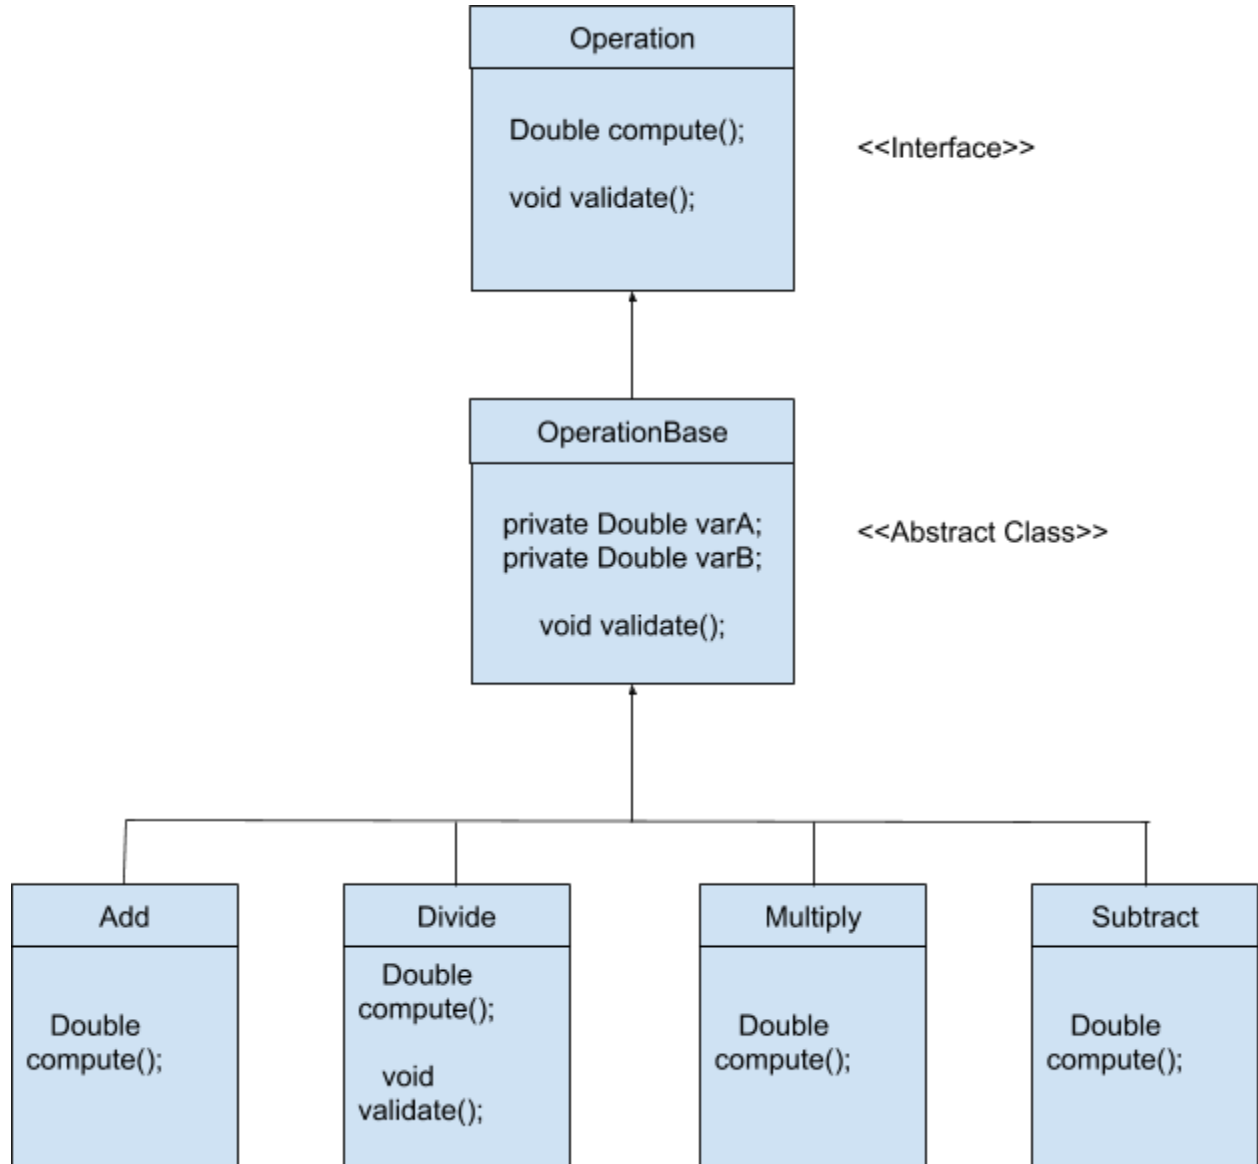 Operation
Double compute();
<<Interface>>
void validate();
OperationBase
private Double varA;
<<Abstract Class>>
private Double varB;
void validate();
Add
Double
compute();
Divide
Double
compute();
void
validate();
Multiply
Double
compute();
Subtract
Double
compute();